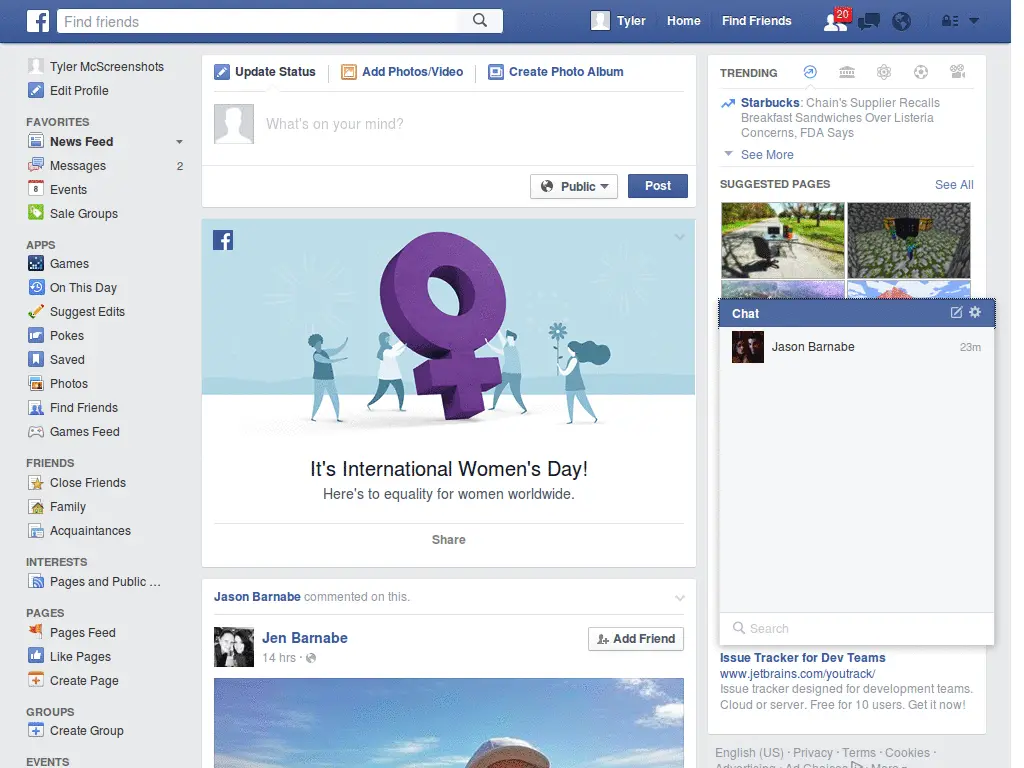 Find friends
Tyler
Home
Find Friends
20
Tyler McScreenshots
Edit Profile
FAVORITES
News Feed
Messages 2
Events
Sale Groups
APPS
Games
On This Day
Suggest Edits
Pokes
Saved
Photos
Find Friends
Games Feed
FRIENDS
Close Friends
Family
Acquaintances
INTERESTS
Pages and Public ...
PAGES
Pages Feed
Like Pages
Create Page
GROUPS
Create Group
EVENTS
Update Status
Add Photos/Video
Create Photo Album
What's on your mind?
Public
Post
It's International Women's Day!
Here's to equality for women worldwide.
Share
Jason Barnabe commented on this.
Jen Barnabe
14 hrs ·
Add Friend
TRENDING
Starbucks: Chain's Supplier Recalls
Breakfast Sandwiches Over Listeria
Concerns, FDA Says
See More
SUGGESTED PAGES See All
Chat
Jason Barnabe 23m
Search
Issue Tracker for Dev Teams
www.jetbrains.com/youtrack/
Issue tracker designed for development teams.
Cloud or server. Free for 10 users. Get it now!
English (US) · Privacy · Terms · Cookies ·
Advertising · Ad Choices · More